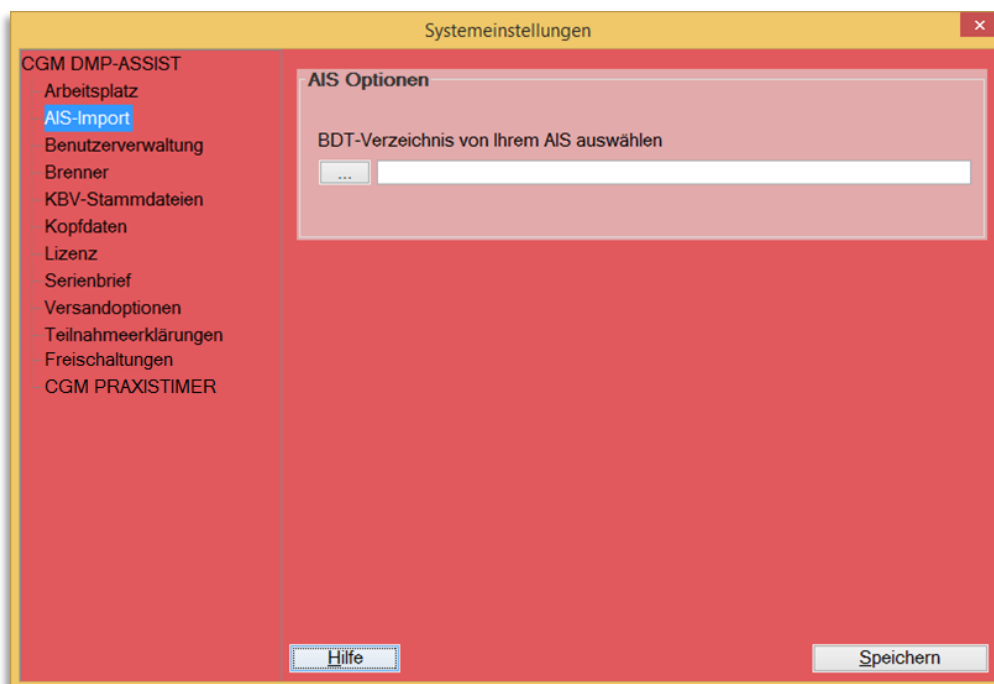 Systemeinstellungen
CGM DMP-ASSIST
Arbeitsplatz
AIS-Import
Benutzerverwaltung
Brenner
KBV-Stammdateien
Kopfdaten
Lizenz
Serienbrief
Versandoptionen
Teilnahmeerklärungen
Freischaltungen
CGM PRAXISTIMER
AIS Optionen
BDT-Verzeichnis von Ihrem AIS auswählen
...
Hilfe
Speichern